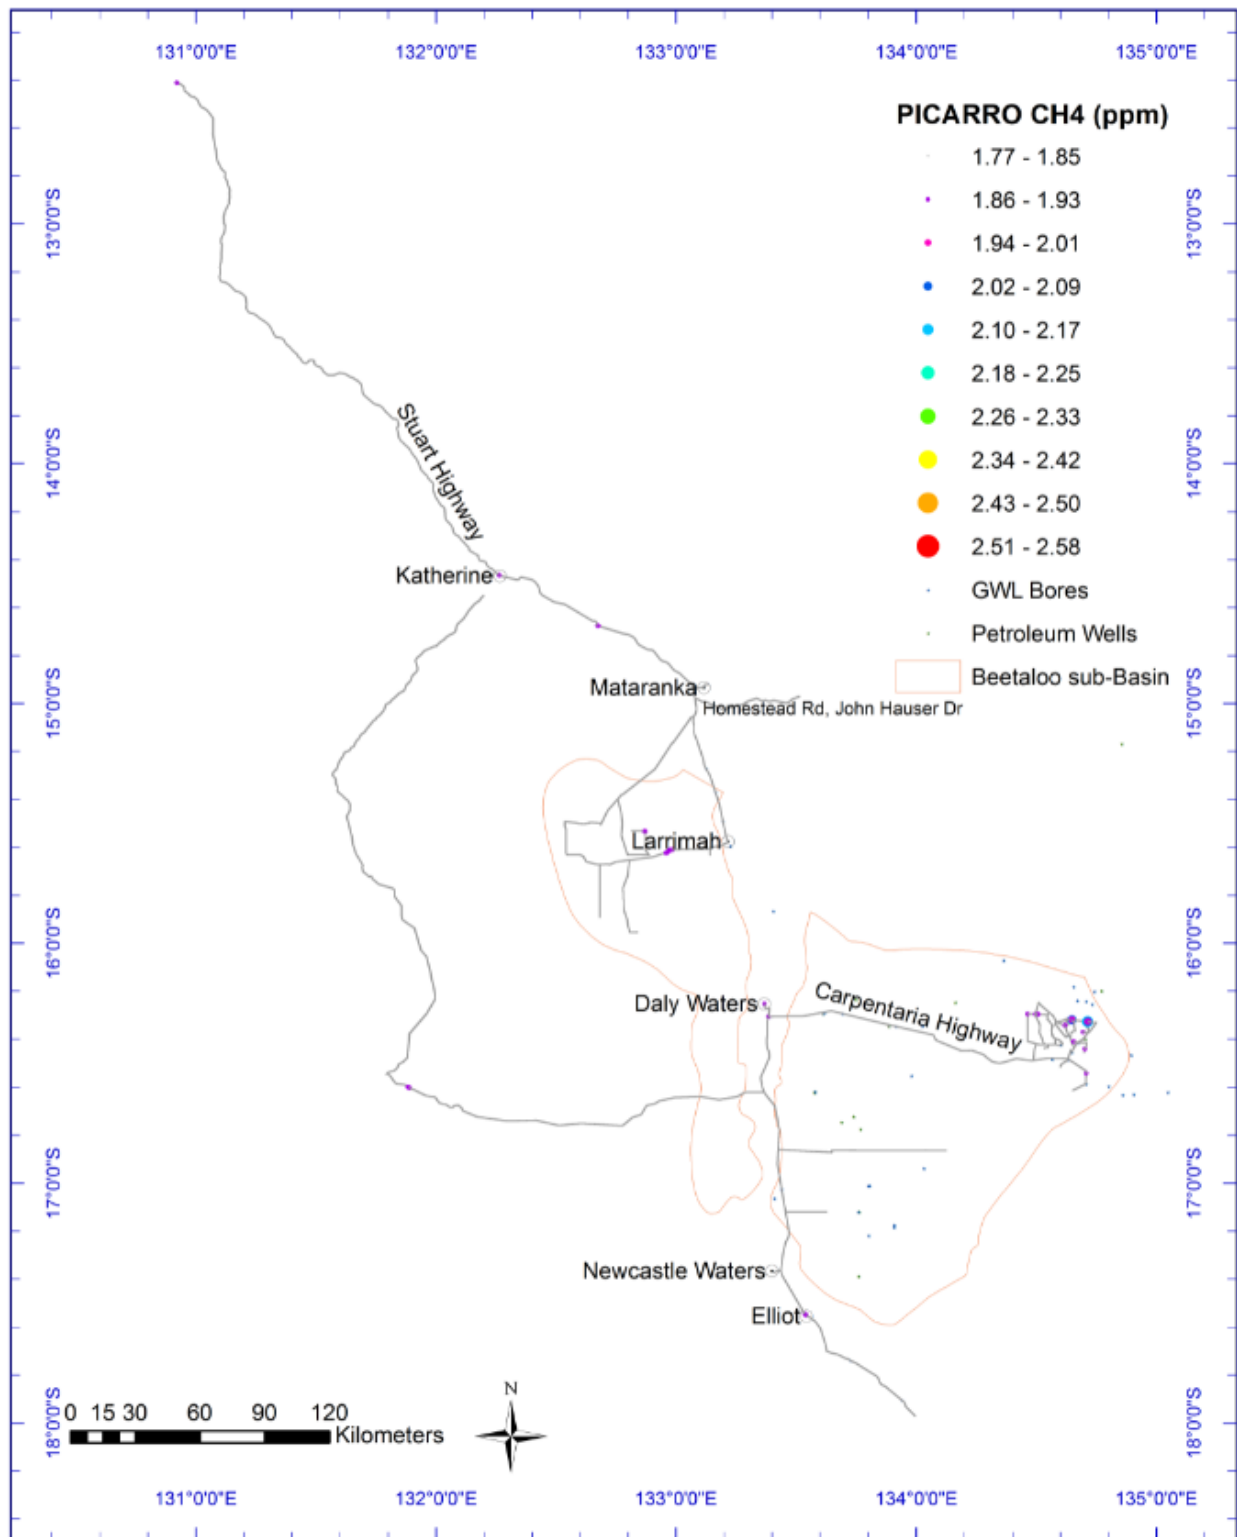 131°0'0"E 132°0'0"E 133°0'0"E 134°0'0"E 135°0'0"E
PICARRO CH4 (ppm)
1.77 - 1.85
1.86 - 1.93
1.94 - 2.01
2.02 - 2.09
2.10 - 2.17
2.18 - 2.25
2.26 - 2.33
2.34 - 2.42
2.43 - 2.50
2.51 - 2.58
GWL Bores
Petroleum Wells
Beetaloo sub-Basin
13°0'0"S 13°0'0"S
14°0'0"S 14°0'0"S
15°0'0"S 15°0'0"S
16°0'0"S 16°0'0"S
17°0'0"S 17°0'0"S
18°0'0"S 18°0'0"S
Stuart Highway
Katherine
Mataranka
Homestead Rd, John Hauser Dr
Larrimah
Daly Waters
Carpentaria Highway
Newcastle Waters
Elliot
N
0 15 30 60 90 120
Kilometers
131°0'0"E 132°0'0"E 133°0'0"E 134°0'0"E 135°0'0"E